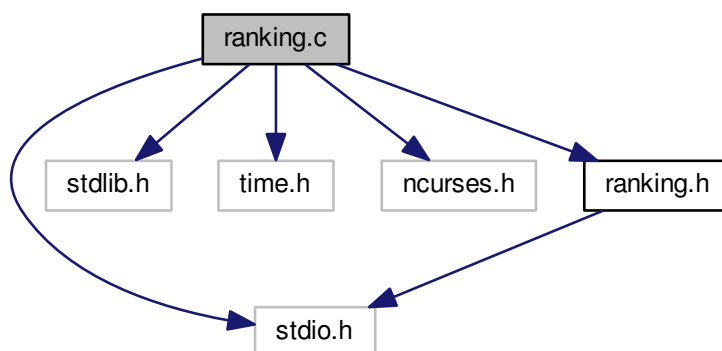 ranking.c
stdlib.h
time.h
ncurses.h
ranking.h
stdio.h